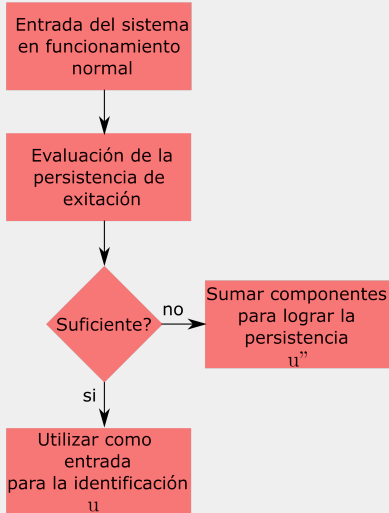 Entrada del sistema
en funcionamiento
normal
Evaluación de la
persistencia de
exitación
Suficiente?
no
Sumar componentes
para lograr la
persistencia
u”
si
Utilizar como
entrada
para la identificación
u